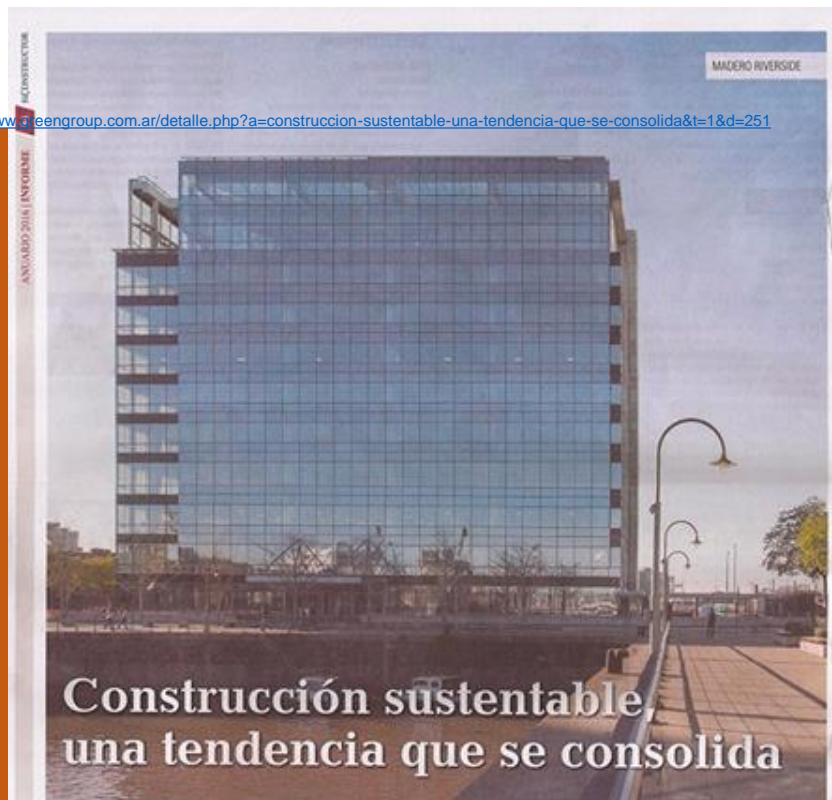 MADERO RIVERSIDE
ww.greengroup.com.ar/detalle.php?a=construccion-sustentable-una-tendencia-que-se-consolida&t=1&d=251
ANUARIO 2016 | INFORME
Construcción sustentable,
una tendencia que se consolida